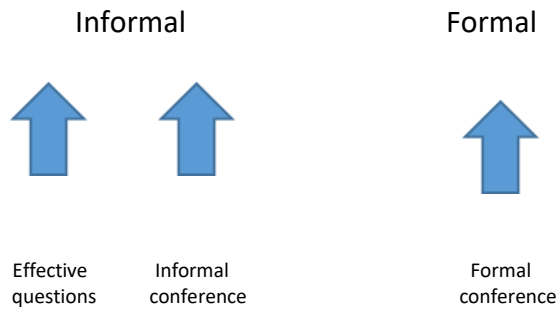 Informal
Formal
Effective
questions
Informal
conference
Formal
conference